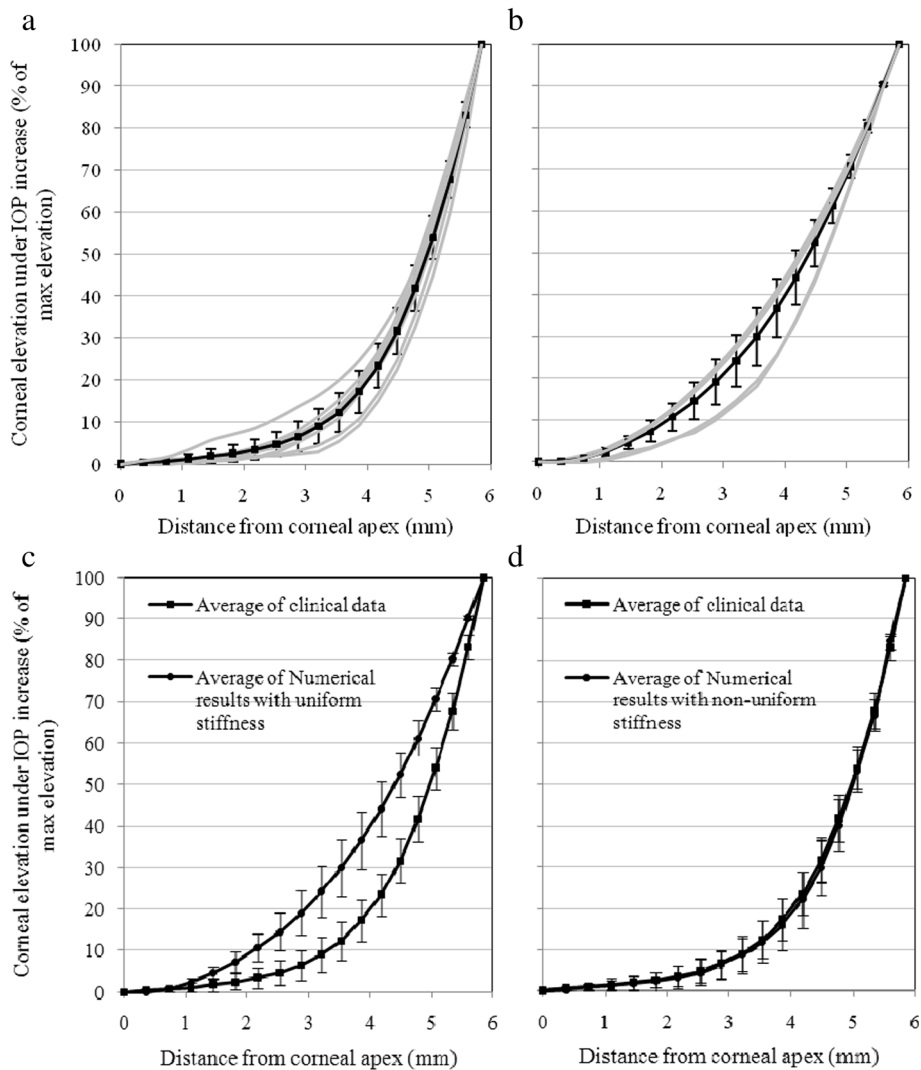 a
b
Corneal elevation under IOP increase (% of
max elevation)
100
90
80
70
60
50
40
30
20
10
0
0 1 2 3 4 5 6
0 1 2 3 4 5 6
Distance from corneal apex (mm)
Distance from corneal apex (mm)
c
d
Corneal elevation under IOP increase (% of
max elevation)
100
90
80
70
60
50
40
30
20
10
0
Average of clinical data
Average of Numerical
results with uniform
stiffness
0 1 2 3 4 5 6
Distance from corneal apex (mm)
Average of clinical data
Average of Numerical
results with non-uniform
stiffness
0 1 2 3 4 5 6
Distance from corneal apex (mm)